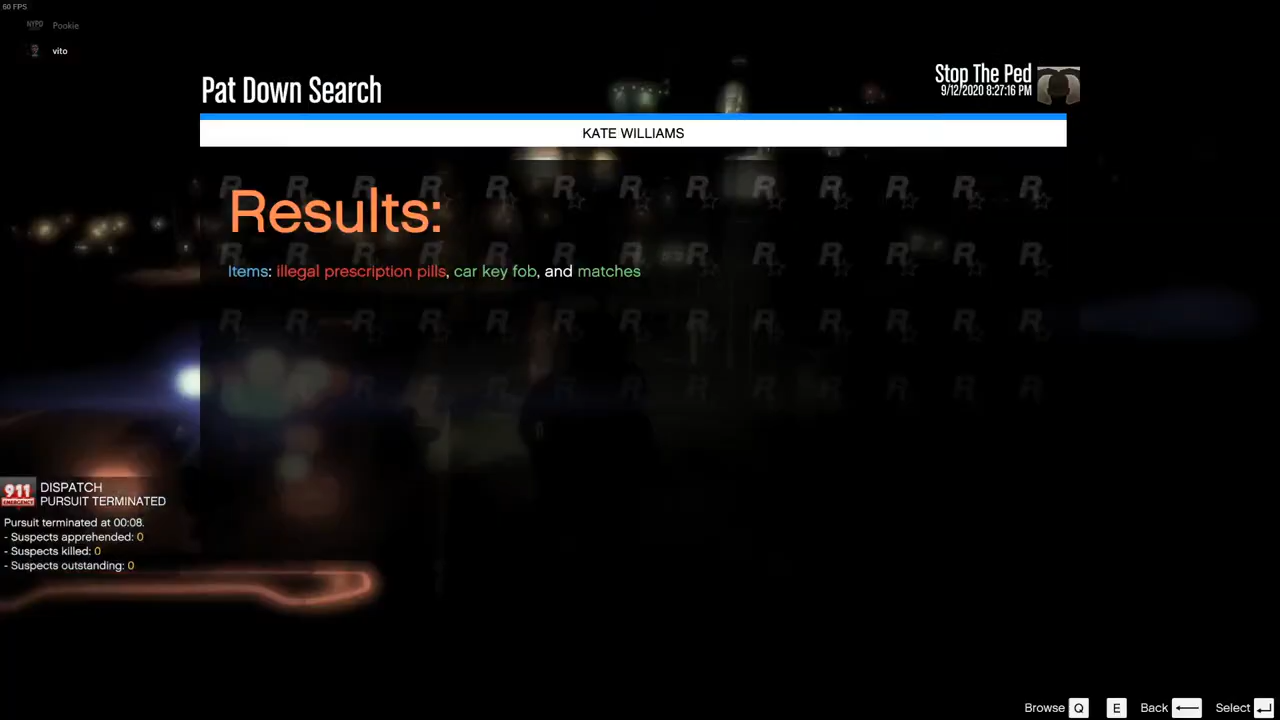 60 FPS
NYPD Pookie
vito
Pat Down Search
Stop The Ped
9/12/2020 8:27:16 PM
KATE WILLIAMS
Results:
Items: illegal prescription pills, car key fob, and matches
911 EMERGENCY
DISPATCH
PURSUIT TERMINATED
Pursuit terminated at 00:08.
- Suspects apprehended: 0
- Suspects killed: 0
- Suspects outstanding: 0
Browse Q E Back Select